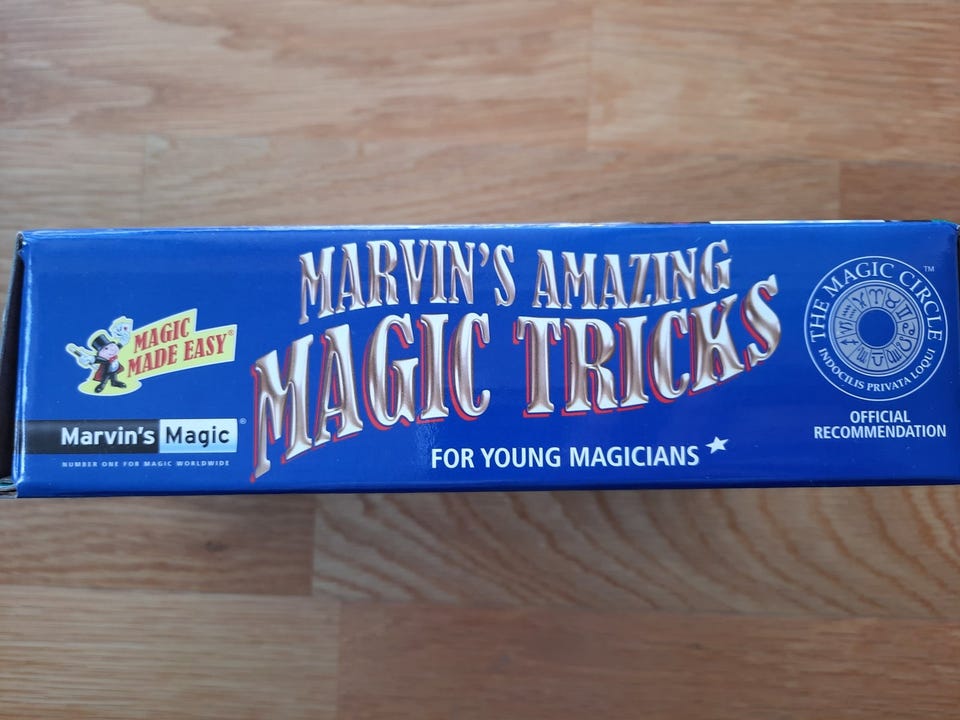 MARVIN'S AMAZING
MAGIC TRICKS
FOR YOUNG MAGICIANS
MAGIC
MADE EASY®
Marvin's Magic®
NUMBER ONE FOR MAGIC WORLDWIDE
THE MAGIC CIRCLE™
INDOCILIS PRIVATA LOQUI
OFFICIAL
RECOMMENDATION